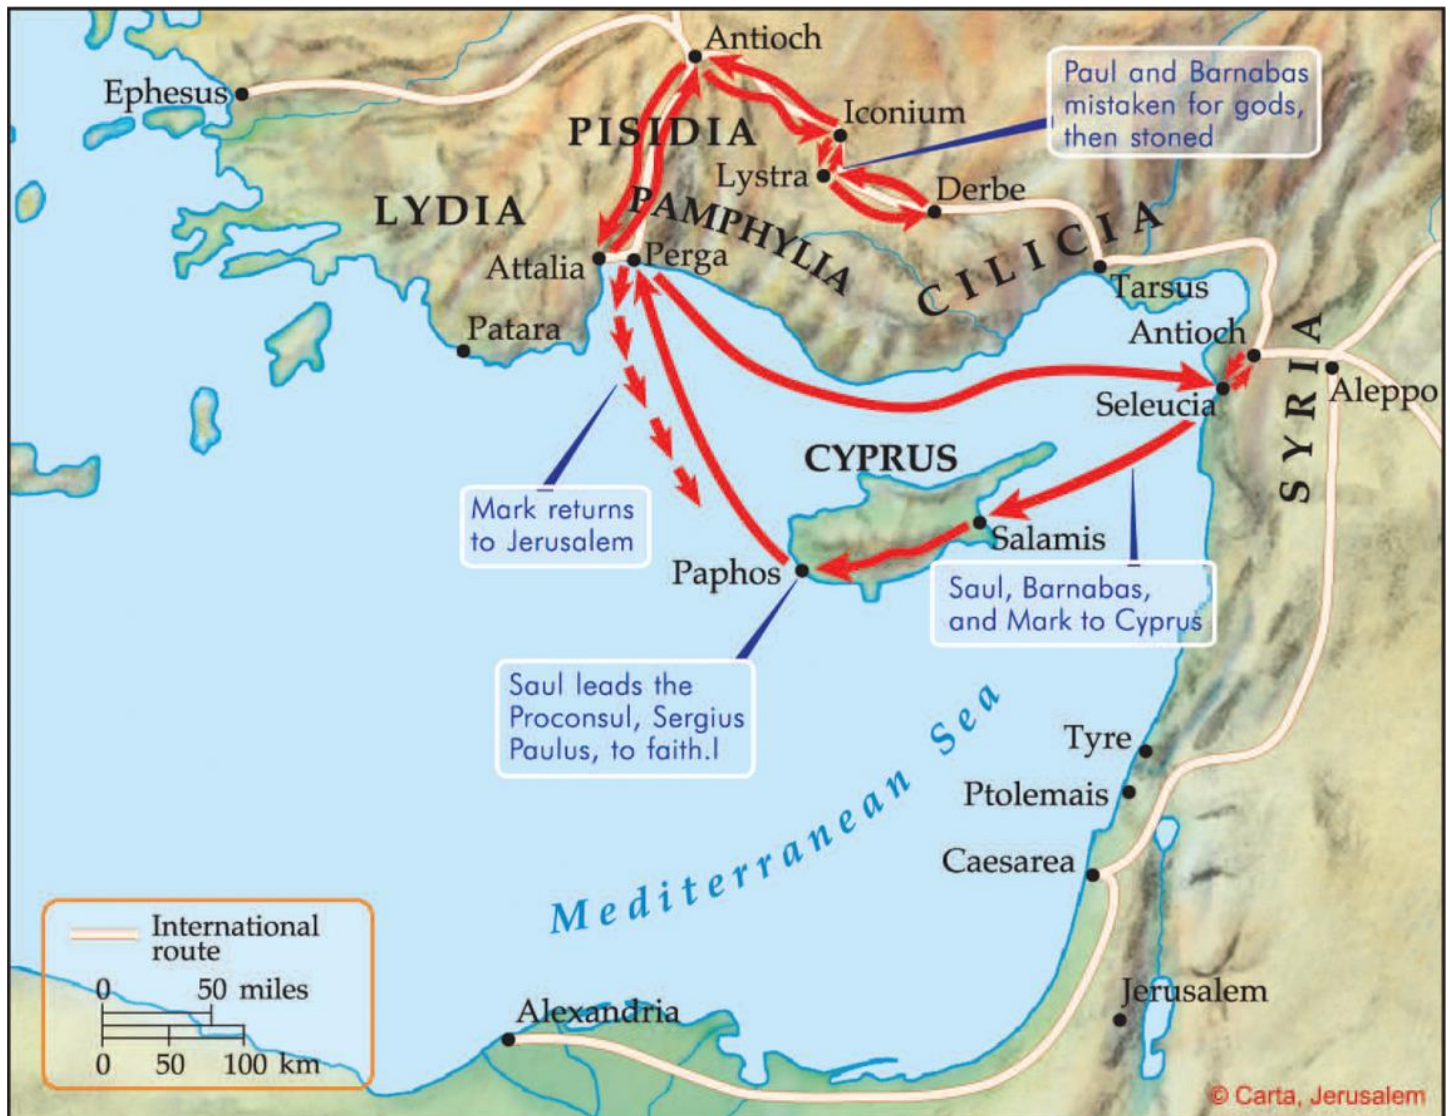 Antioch
Ephesus
Paul and Barnabas
mistaken for gods,
then stoned
Iconium
PISIDIA
Lystra
Derbe
LYDIA
PAMPHYLIA
CILICIA
Attalia
Perga
Tarsus
Patara
Antioch
SYRIA
Aleppo
Seleucia
CYPRUS
Mark returns
to Jerusalem
Salamis
Paphos
Saul, Barnabas,
and Mark to Cyprus
Saul leads the
Proconsul, Sergius
Paulus, to faith.l
Mediterranean Sea
Tyre
Ptolemais
Caesarea
International
route
0 50 miles
0 50 100 km
Alexandria
Jerusalem
© Carta, Jerusalem